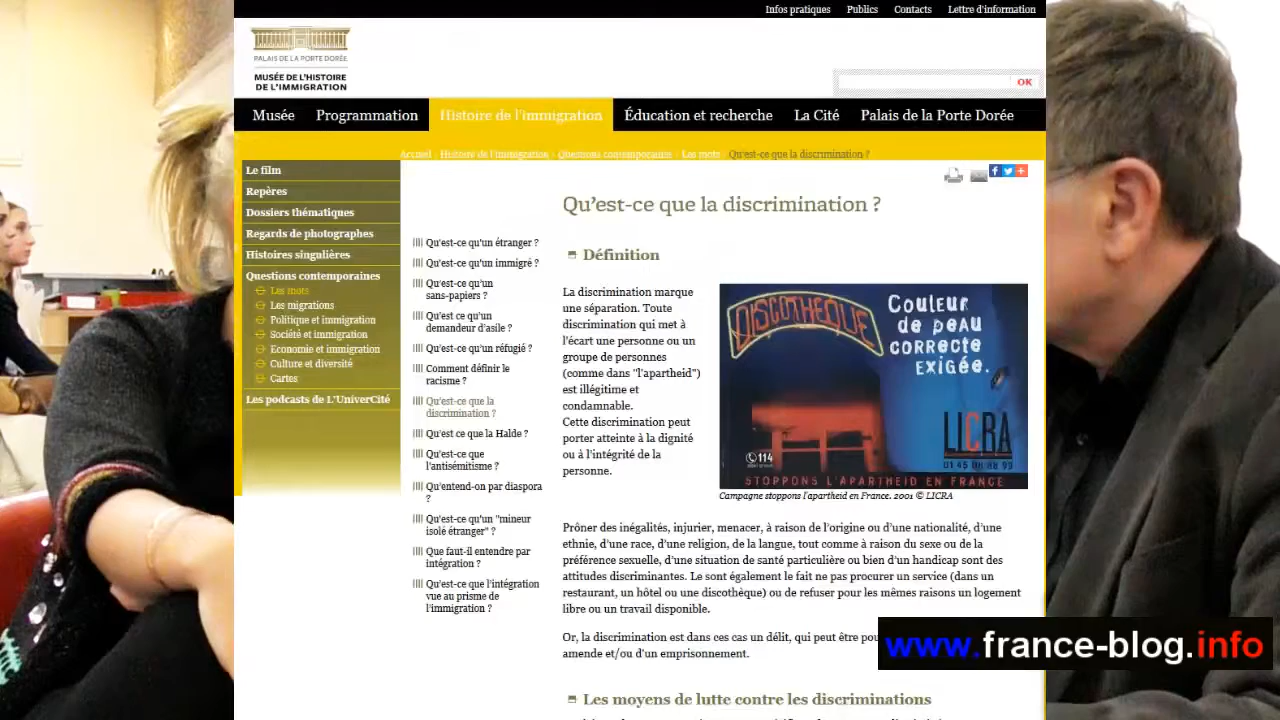 Infos pratiques Publics Contacts Lettre d'information
PALAIS DE LA PORTE DORÉE
MUSÉE DE L'HISTOIRE
DE L'IMMIGRATION
OK
Musée Programmation Histoire de l'immigration Éducation et recherche La Cité Palais de la Porte Dorée
Accueil Histoire de l'immigration Questions contemporaines Les mots Qu'est-ce que la discrimination ?
Le film
Repères
Dossiers thématiques
Regards de photographes
Histoires singulières
Questions contemporaines
Les mots
Les migrations
Politique et immigration
Société et immigration
Economie et immigration
Culture et diversité
Cartes
Les podcasts de L'UniverCité
Qu'est-ce qu'un étranger ?
Qu'est-ce qu'un immigré ?
Qu'est-ce qu'un
sans-papiers ?
Qu'est ce qu'un
demandeur d'asile ?
Qu'est-ce qu'un réfugié ?
Comment définir le
racisme ?
Qu'est-ce que la
discrimination ?
Qu'est ce que la Halde ?
Qu'est-ce que
l'antisémitisme ?
Qu'entend-on par diaspora
?
Qu'est-ce qu'un "mineur
isolé étranger" ?
Que faut-il entendre par
intégration ?
Qu'est-ce que l'intégration
vue au prisme de
l'immigration ?
Qu'est-ce que la discrimination ?
Définition
La discrimination marque
une séparation. Toute
discrimination qui met à
l'écart une personne ou un
groupe de personnes
(comme dans "l'apartheid")
est illégitime et
condamnable.
Cette discrimination peut
porter atteinte à la dignité
ou à l'intégrité de la
personne.
DISCOTHEQUE
Couleur
de peau
correcte
exigée.
LICRA
114
STOPPONS L'APARTHEID EN FRANCE
Campagne stoppons l'apartheid en France. 2001 © LICRA
Prôner des inégalités, injurier, menacer, à raison de l'origine ou d'une nationalité, d'une
ethnie, d'une race, d'une religion, de la langue, tout comme à raison du sexe ou de la
préférence sexuelle, d'une situation de santé particulière ou bien d'un handicap sont des
attitudes discriminantes. Le sont également le fait ne pas procurer un service (dans un
restaurant, un hôtel ou une discothèque) ou de refuser pour les mêmes raisons un logement
libre ou un travail disponible.
Or, la discrimination est dans ces cas un délit, qui peut être
amende et/ou d'un emprisonnement.
www.france-blog.info
Les moyens de lutte contre les discriminations